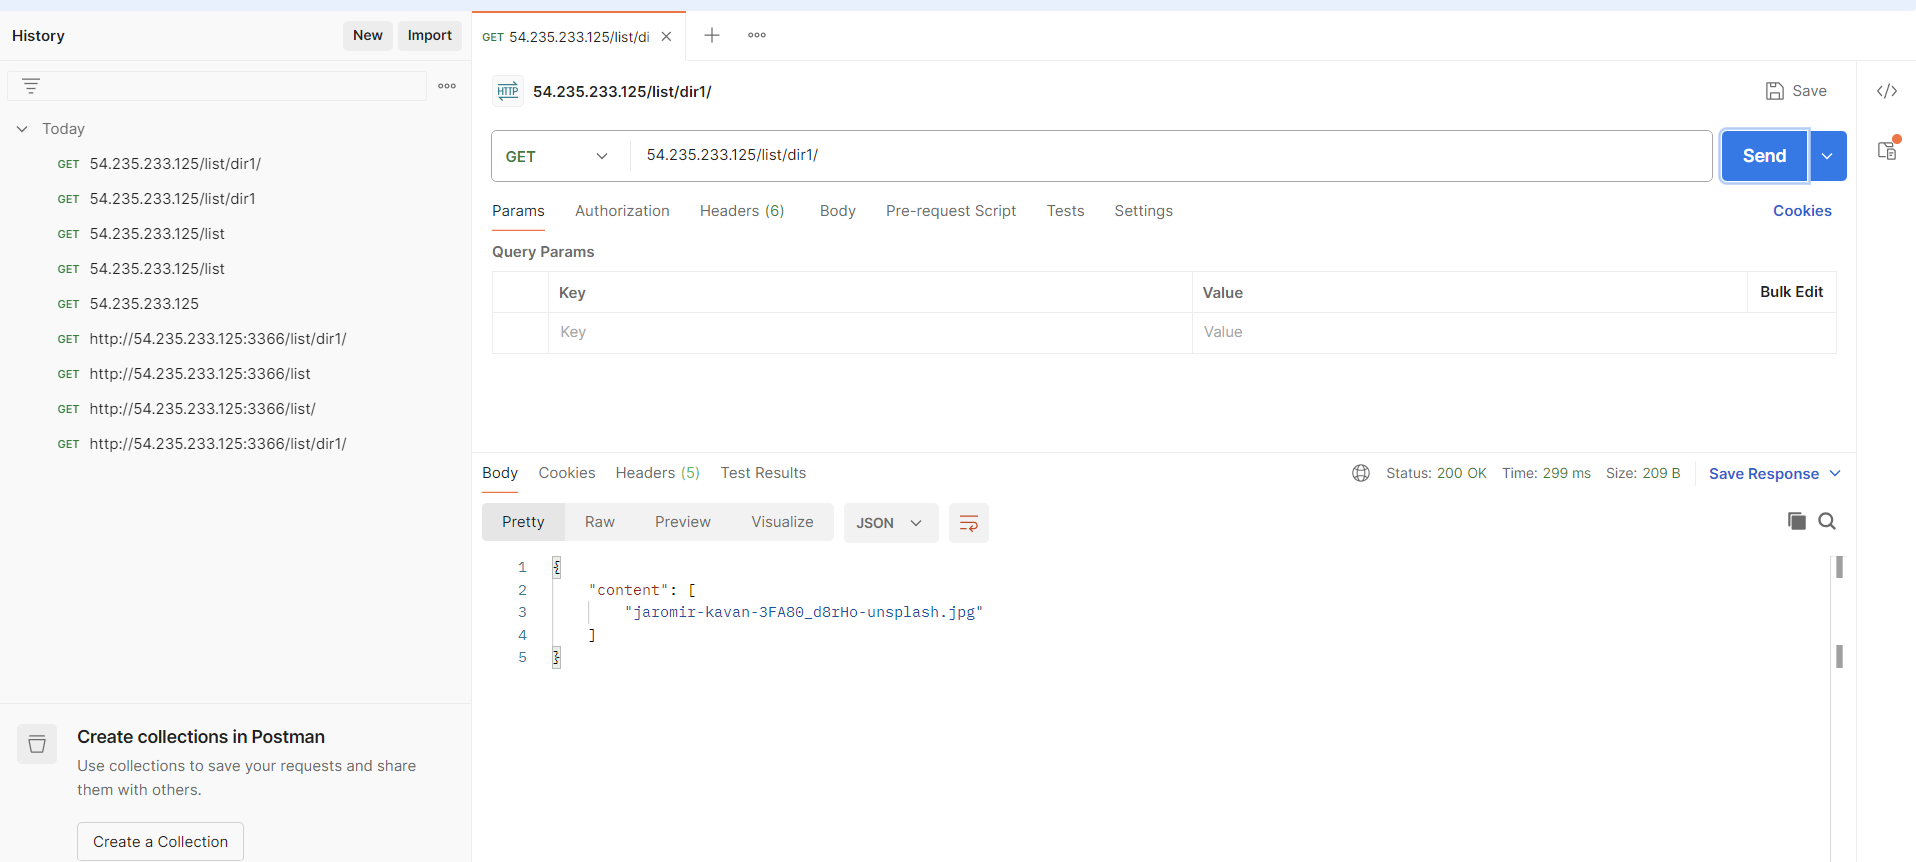 History
New
Import
Today
GET 54.235.233.125/list/dir1/
GET 54.235.233.125/list/dir1
GET 54.235.233.125/list
GET 54.235.233.125/list
GET 54.235.233.125
GET http://54.235.233.125:3366/list/dir1/
GET http://54.235.233.125:3366/list
GET http://54.235.233.125:3366/list/
GET http://54.235.233.125:3366/list/dir1/
Create collections in Postman
Use collections to save your requests and share
them with others.
Create a Collection
GET 54.235.233.125/list/di
HTTP 54.235.233.125/list/dir1/
Save
GET 54.235.233.125/list/dir1/
Send
Params Authorization Headers (6) Body Pre-request Script Tests Settings Cookies
Query Params
Key Value Bulk Edit
Key Value
Body Cookies Headers (5) Test Results Status: 200 OK Time: 299 ms Size: 209 B Save Response
Pretty Raw Preview Visualize JSON
1 {
2 "content": [
3 "jaromir-kavan-3FA80_d8rHo-unsplash.jpg"
4 ]
5 }